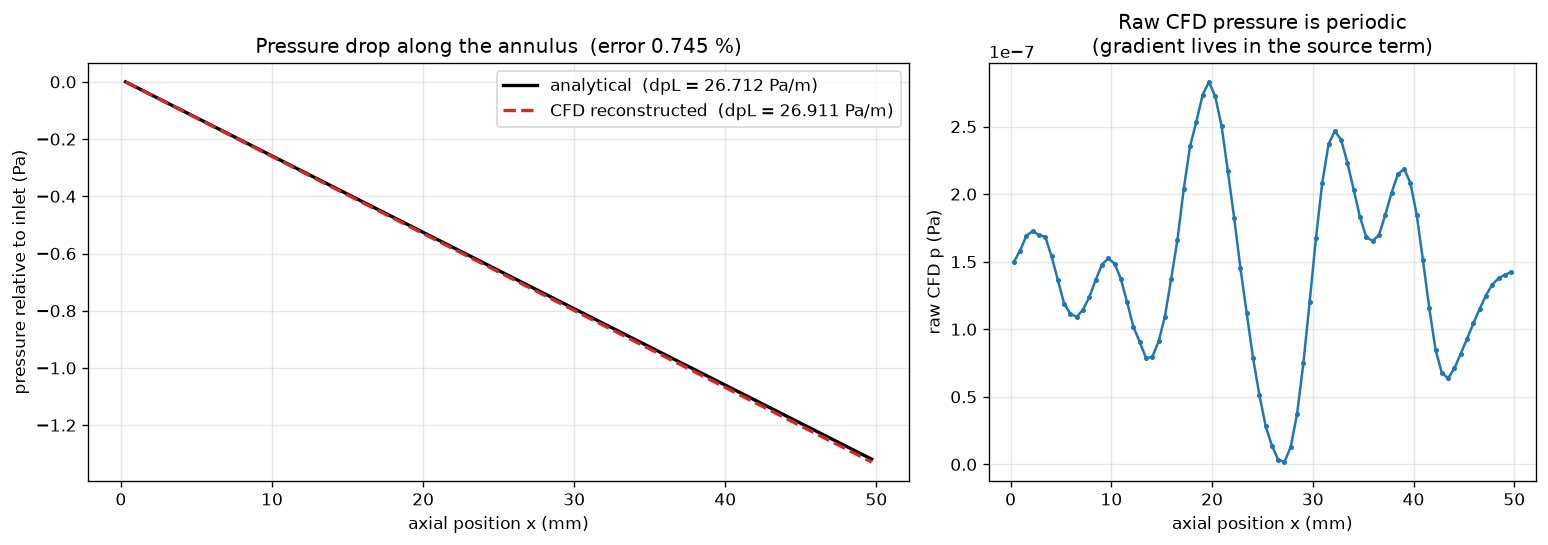 Pressure drop along the annulus  (error 0.745 %)
analytical  (dpL = 26.712 Pa/m)
CFD reconstructed  (dpL = 26.911 Pa/m)
pressure relative to inlet (Pa)
0.0
−0.2
−0.4
−0.6
−0.8
−1.0
−1.2
0 10 20 30 40 50
axial position x (mm)
Raw CFD pressure is periodic
(gradient lives in the source term)
1e−7
raw CFD p (Pa)
2.5
2.0
1.5
1.0
0.5
0.0
0 10 20 30 40 50
axial position x (mm)